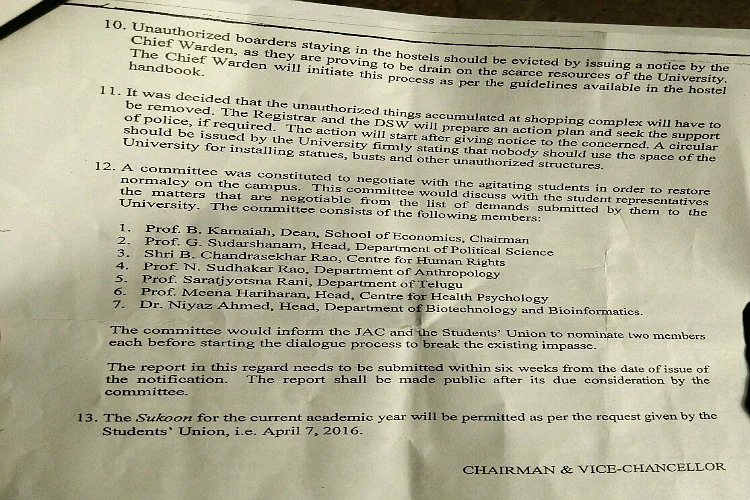 10. Unauthorized boarders staying in the hostels should be evicted by issuing a notice by the
Chief Warden, as they are proving to be drain on the scarce resources of the University.
The Chief Warden will initiate this process as per the guidelines available in the hostel
handbook.
11. It was decided that the unauthorized things accumulated at shopping complex will have to
be removed. The Registrar and the DSW will prepare an action plan and seek the support
of police, if required. The action will start after giving notice to the concerned. A circular
should be issued by the University firmly stating that nobody should use the space of the
University for installing statues, busts and other unauthorized structures.
12. A committee was constituted to negotiate with the agitating students in order to restore
normalcy on the campus. This committee would discuss with the student representatives
the matters that are negotiable from the list of demands submitted by them to the
University. The committee consists of the following members:
1. Prof. B. Kamaiah, Dean, School of Economics, Chairman
2. Prof. G. Sudarshanam, Head, Department of Political Science
3. Shri B. Chandrasekhar Rao, Centre for Human Rights
4. Prof. N. Sudhakar Rao, Department of Anthropology
5. Prof. Saratjyotsna Rani, Department of Telugu
6. Prof. Meena Hariharan, Head, Centre for Health Psychology
7. Dr. Niyaz Ahmed, Head, Department of Biotechnology and Bioinformatics.
The committee would inform the JAC and the Students' Union to nominate two members
each before starting the dialogue process to break the existing impasse.
The report in this regard needs to be submitted within six weeks from the date of issue of
the notification. The report shall be made public after its due consideration by the
committee.
13. The Sukoon for the current academic year will be permitted as per the request given by the
Students' Union, i.e. April 7, 2016.
CHAIRMAN & VICE-CHANCELLOR